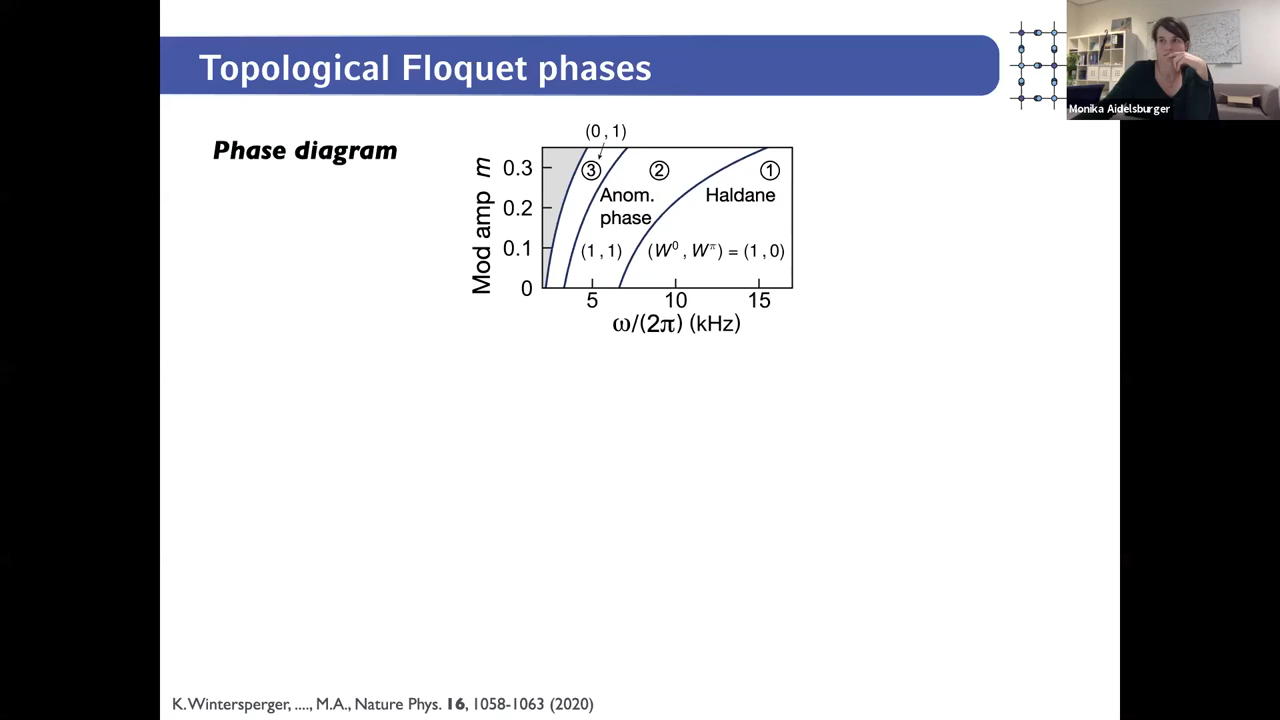 Topological Floquet phases
Monika Aidelsburger
Phase diagram
(0 , 1)
Mod amp m
0.3
0.2
0.1
0
③
②
①
Anom.
phase
Haldane
(1 , 1)
(W⁰ , W^π) = (1 , 0)
5
10
15
ω/(2π) (kHz)
K. Wintersperger, ...., M.A., Nature Phys. 16, 1058-1063 (2020)